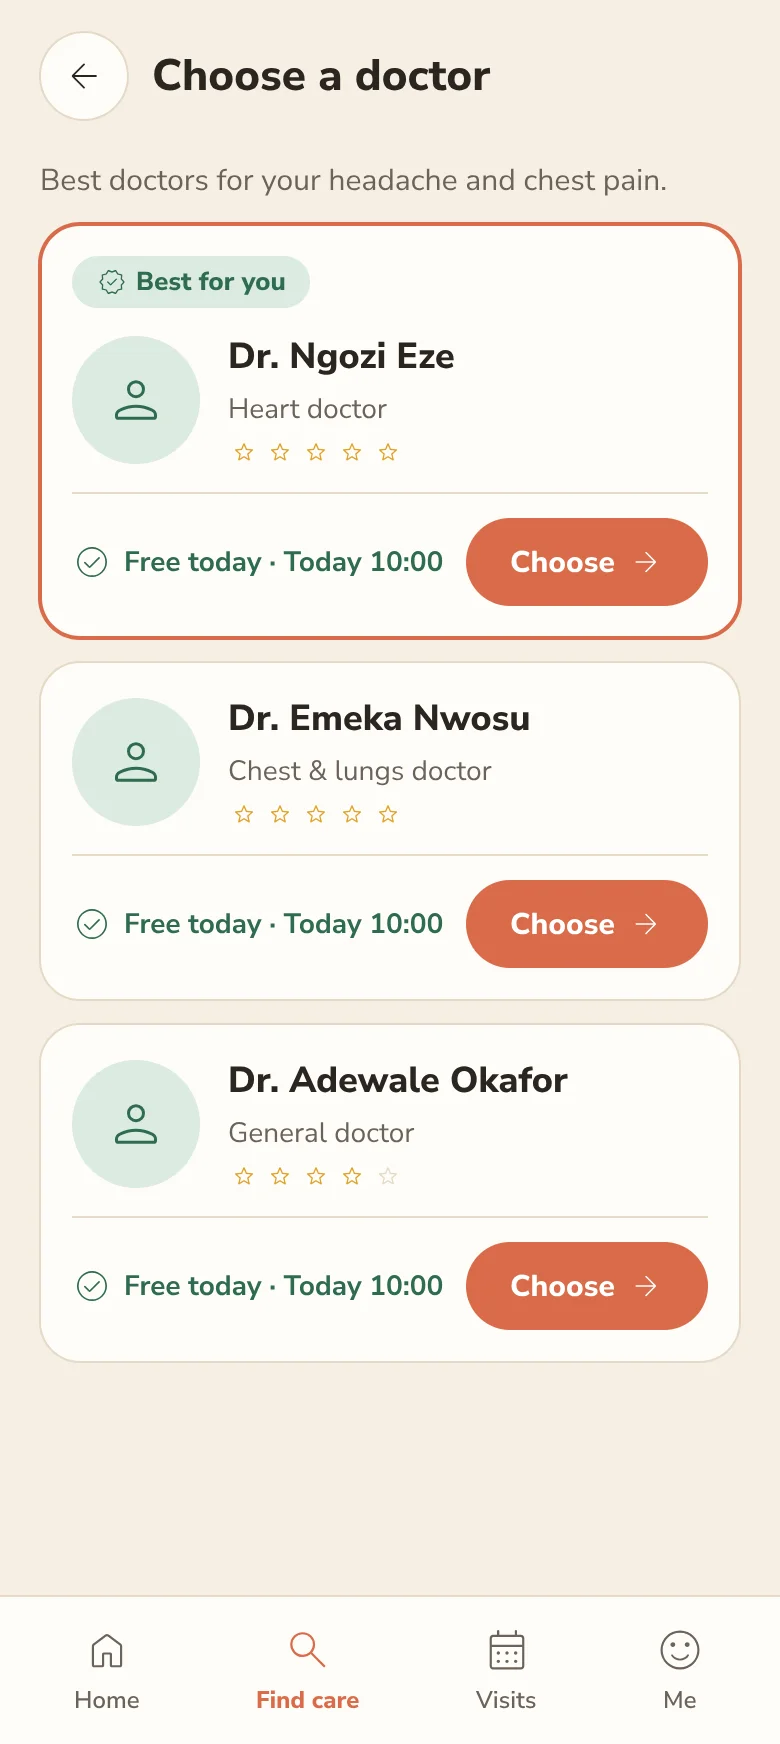 Choose a doctor
Best doctors for your headache and chest pain.
Best for you
Dr. Ngozi Eze
Heart doctor
Free today · Today 10:00
Choose
Dr. Emeka Nwosu
Chest & lungs doctor
Free today · Today 10:00
Choose
Dr. Adewale Okafor
General doctor
Free today · Today 10:00
Choose
Home
Find care
Visits
Me